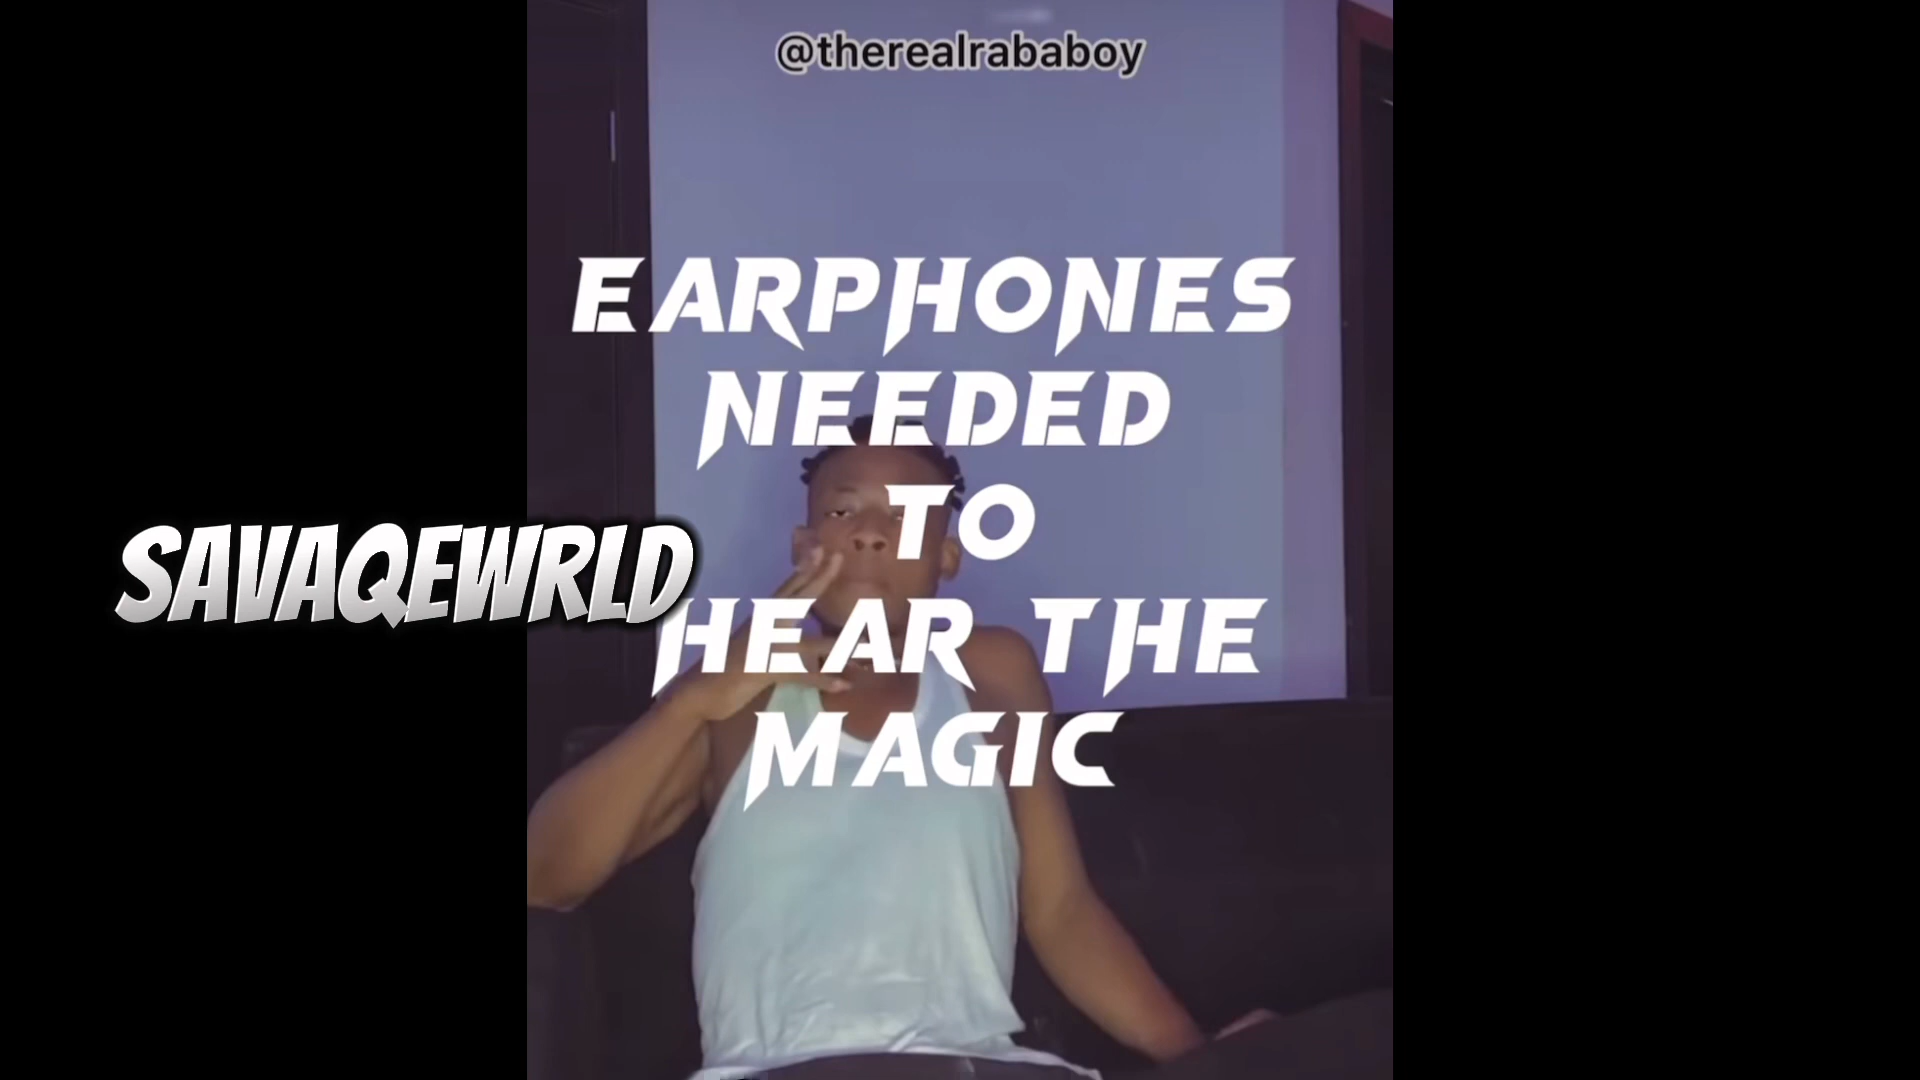 @therealrababoy
EARPHONES
NEEDED
TO
SAVAQEWRLD
HEAR THE
MAGIC